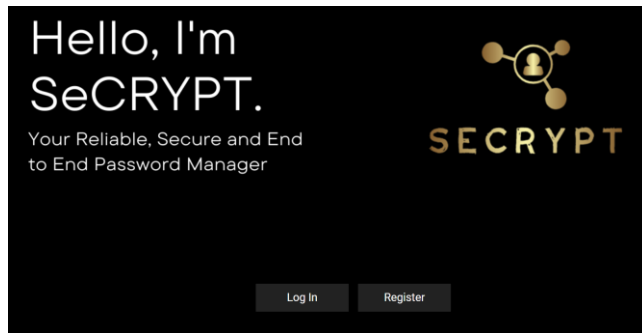 Hello, I'm
SeCRYPT.
Your Reliable, Secure and End
to End Password Manager
SECRYPT
Log In
Register